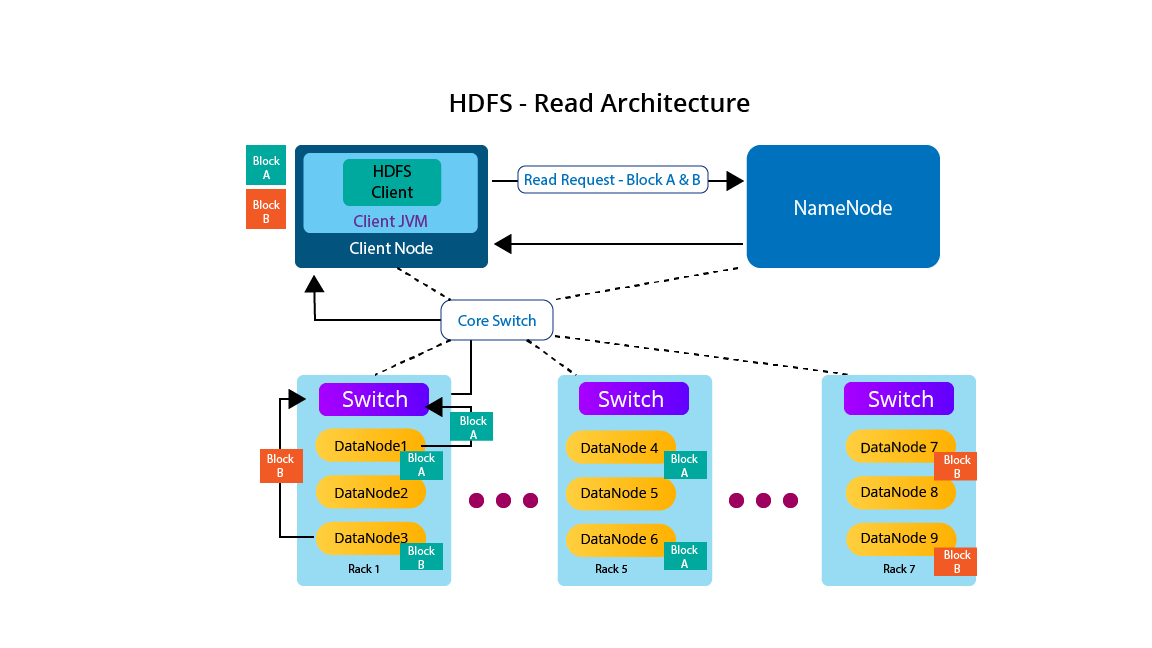 HDFS - Read Architecture
Block
A
Block
B
HDFS
Client
Client JVM
Client Node
Read Request - Block A & B
NameNode
Core Switch
Switch
Block
A
DataNode1
Block
A
Block
B
DataNode2
DataNode3
Block
B
Rack 1
Switch
DataNode 4
Block
A
DataNode 5
DataNode 6
Block
A
Rack 5
Switch
DataNode 7
Block
B
DataNode 8
DataNode 9
Block
B
Rack 7